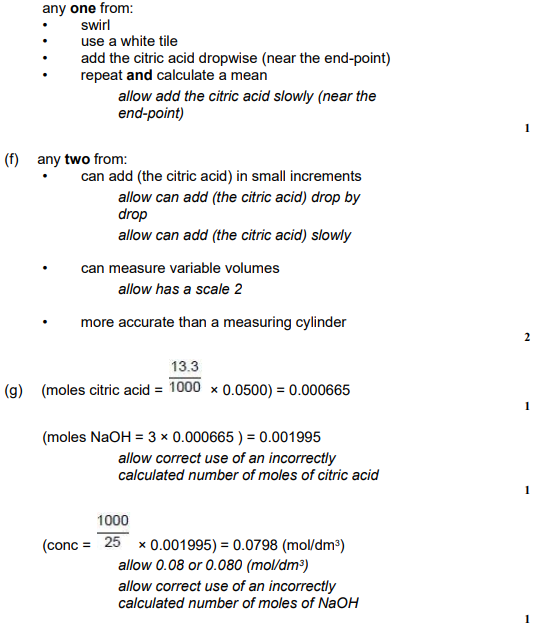 any one from:
• swirl
• use a white tile
• add the citric acid dropwise (near the end-point)
• repeat and calculate a mean
allow add the citric acid slowly (near the
end-point)
1
(f) any two from:
• can add (the citric acid) in small increments
allow can add (the citric acid) drop by
drop
allow can add (the citric acid) slowly
• can measure variable volumes
allow has a scale 2
• more accurate than a measuring cylinder
2
(g) (moles citric acid = 13.3/1000 × 0.0500) = 0.000665
1
(moles NaOH = 3 × 0.000665 ) = 0.001995
allow correct use of an incorrectly
calculated number of moles of citric acid
1
(conc = 1000/25 × 0.001995) = 0.0798 (mol/dm³)
allow 0.08 or 0.080 (mol/dm³)
allow correct use of an incorrectly
calculated number of moles of NaOH
1